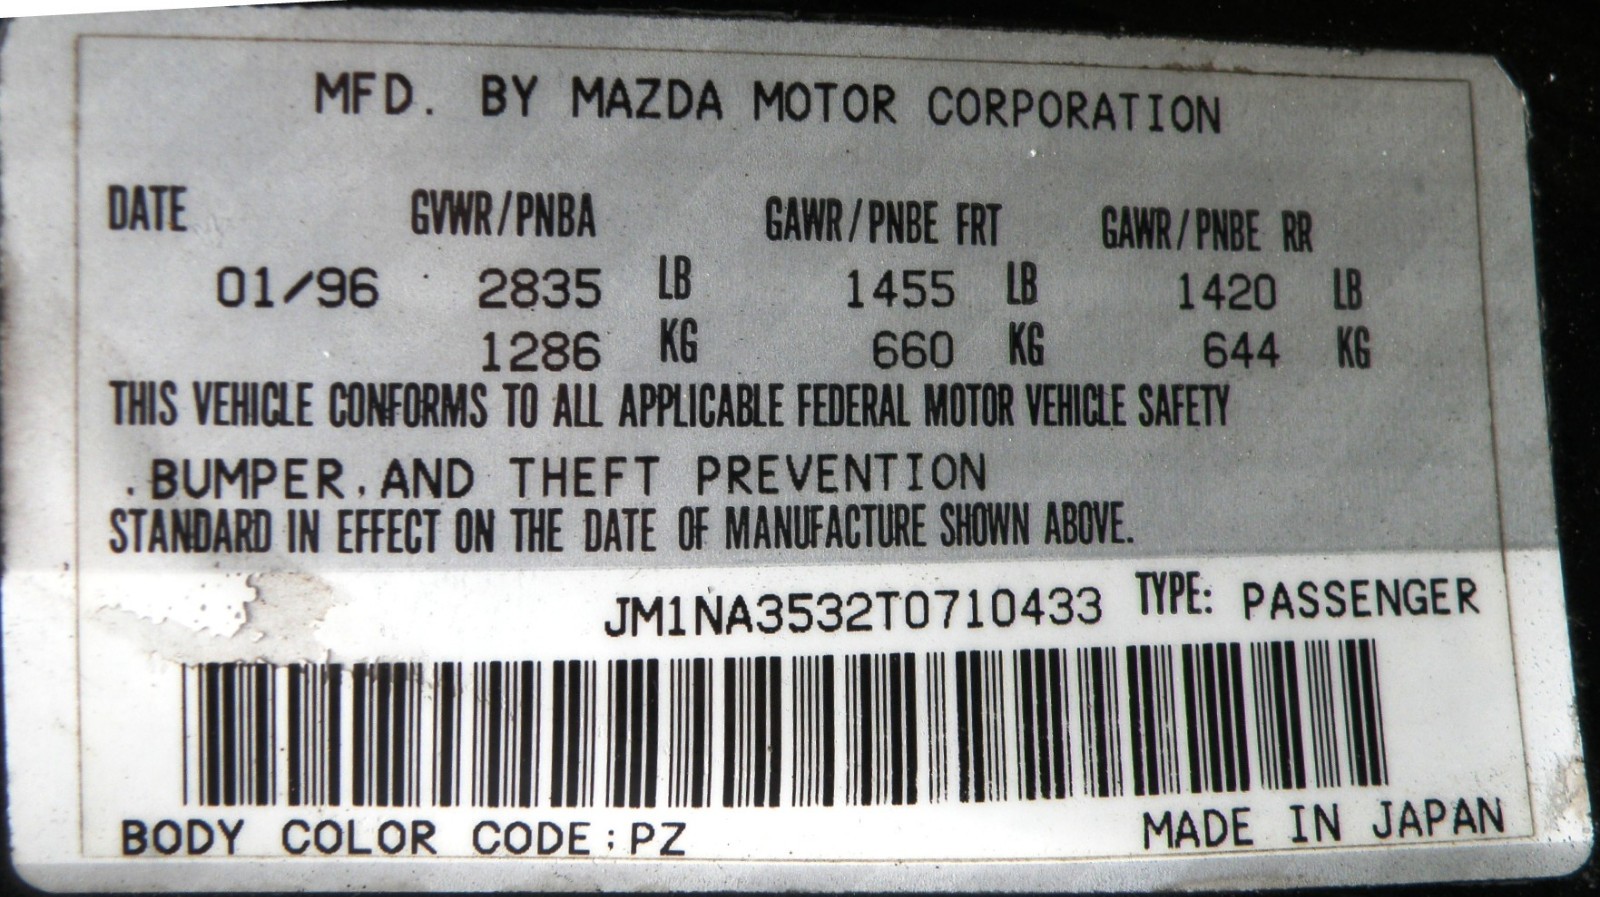 MFD. BY MAZDA MOTOR CORPORATION
DATE GVWR/PNBA GAWR/PNBE FRT GAWR/PNBE RR
01/96 2835 LB 1455 LB 1420 LB
1286 KG 660 KG 644 KG
THIS VEHICLE CONFORMS TO ALL APPLICABLE FEDERAL MOTOR VEHICLE SAFETY
, BUMPER, AND THEFT PREVENTION
STANDARD IN EFFECT ON THE DATE OF MANUFACTURE SHOWN ABOVE.
JM1NA3532T0710433 TYPE: PASSENGER
BODY COLOR CODE:PZ MADE IN JAPAN